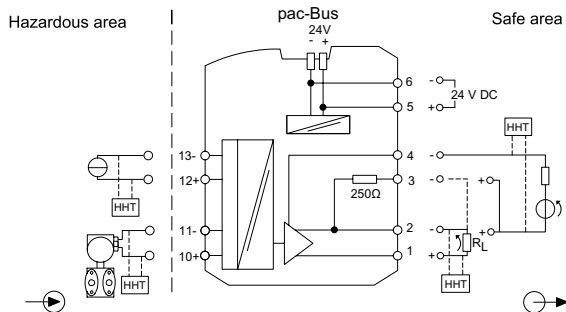 Hazardous area
pac-Bus
Safe area
24V
- +
6
-
24 V DC
5
+
HHT
13-
4
-
12+
3
-
+
HHT
250Ω
11-
2
-
+
RL
10+
1
+
HHT
HHT